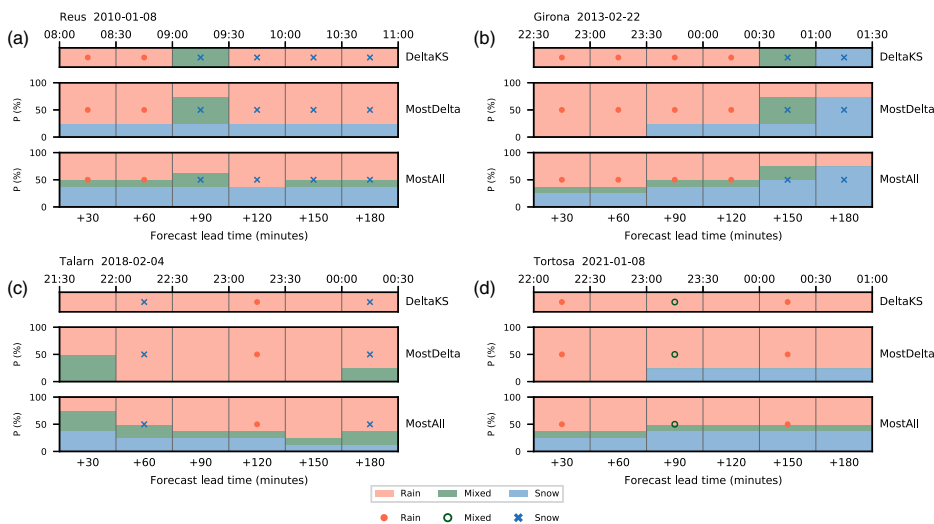 Reus 2010-01-08
(a)
08:00 08:30 09:00 09:30 10:00 10:30 11:00
DeltaKS
100
50
0
P (%)
MostDelta
100
50
0
P (%)
MostAll
+30 +60 +90 +120 +150 +180
Forecast lead time (minutes)
Girona 2013-02-22
(b)
22:30 23:00 23:30 00:00 00:30 01:00 01:30
DeltaKS
100
50
0
P (%)
MostDelta
100
50
0
P (%)
MostAll
+30 +60 +90 +120 +150 +180
Forecast lead time (minutes)
Talarn 2018-02-04
(c)
21:30 22:00 22:30 23:00 23:30 00:00 00:30
DeltaKS
100
50
0
P (%)
MostDelta
100
50
0
P (%)
MostAll
+30 +60 +90 +120 +150 +180
Forecast lead time (minutes)
Tortosa 2021-01-08
(d)
22:00 22:30 23:00 23:30 00:00 00:30 01:00
DeltaKS
100
50
0
P (%)
MostDelta
100
50
0
P (%)
MostAll
+30 +60 +90 +120 +150 +180
Forecast lead time (minutes)
Rain Mixed Snow
Rain Mixed Snow